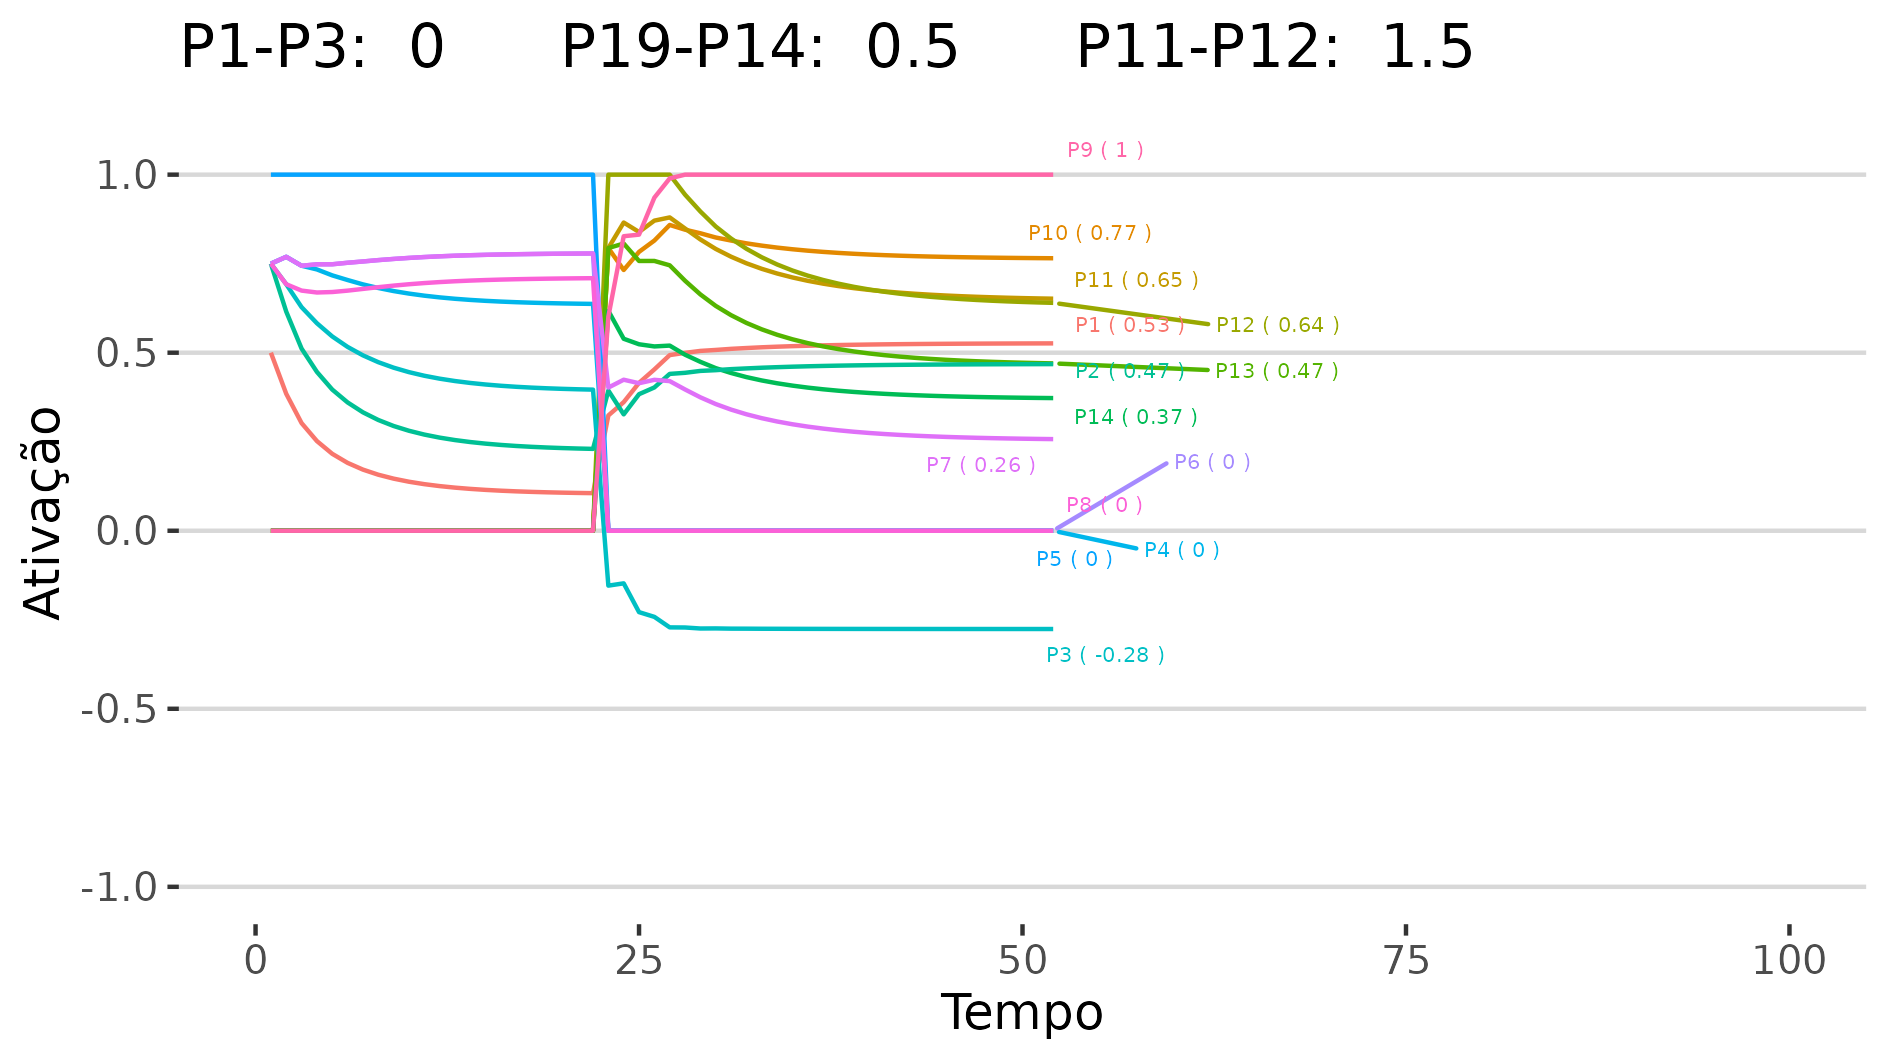 P1-P3:  0    P19-P14:  0.5    P11-P12:  1.5
P9 ( 1 )
1.0
P10 ( 0.77 )
P11 ( 0.65 )
P1 ( 0.53 )
P12 ( 0.64 )
0.5
P2 ( 0.47 )
P13 ( 0.47 )
P14 ( 0.37 )
P7 ( 0.26 )
P6 ( 0 )
P8 ( 0 )
0.0
P5 ( 0 )
P4 ( 0 )
P3 ( -0.28 )
-0.5
-1.0
Ativação
0 25 50 75 100
Tempo